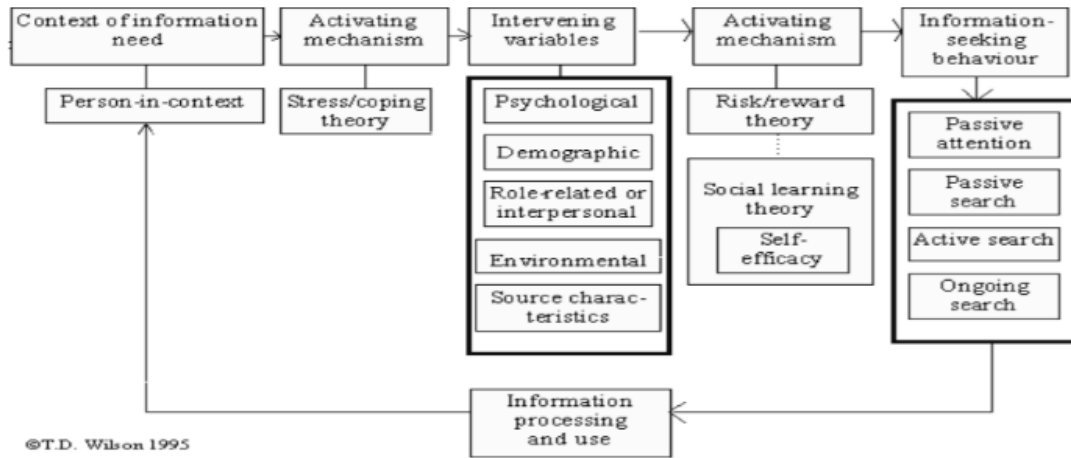 Context of information
need
Activating
mechanism
Intervening
variables
Activating
mechanism
Information-
seeking
behaviour
Person-in-context
Stress/coping
theory
Psychological
Demographic
Role-related or
interpersonal
Environmental
Source charac-
teristics
Risk/reward
theory
Social learning
theory
Self-
efficacy
Passive
attention
Passive
search
Active search
Ongoing
search
Information
processing
and use
©T.D. Wilson 1995